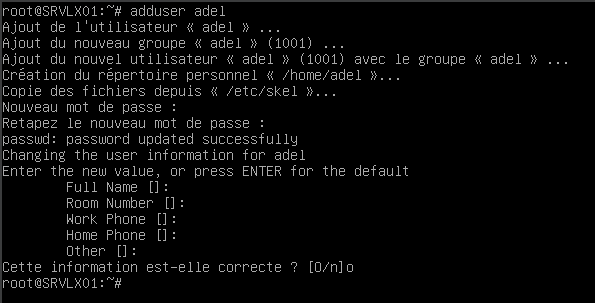 root@SRVLX01:~# adduser adel
Ajout de l'utilisateur « adel » ...
Ajout du nouveau groupe « adel » (1001) ...
Ajout du nouvel utilisateur « adel » (1001) avec le groupe « adel » ...
Création du répertoire personnel « /home/adel »...
Copie des fichiers depuis « /etc/skel »...
Nouveau mot de passe :
Retapez le nouveau mot de passe :
passwd: password updated successfully
Changing the user information for adel
Enter the new value, or press ENTER for the default
Full Name []:
Room Number []:
Work Phone []:
Home Phone []:
Other []:
Cette information est-elle correcte ? [O/n]o
root@SRVLX01:~#